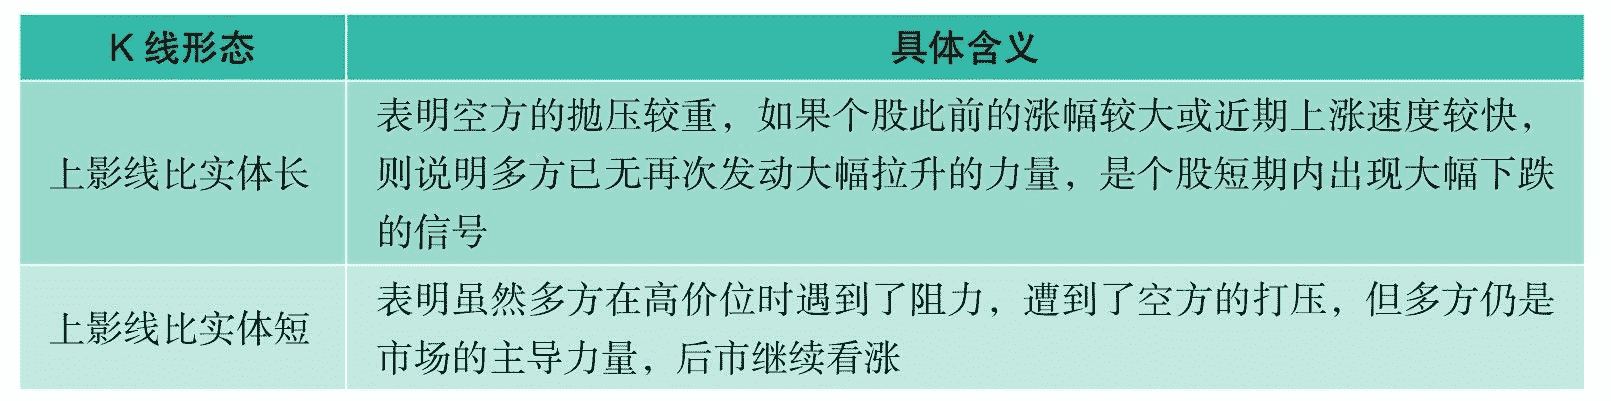 K 线形态
具体含义
上影线比实体长
表明空方的抛压较重，如果个股此前的涨幅较大或近期上涨速度较快，
则说明多方已无再次发动大幅拉升的力量，是个股短期内出现大幅下跌
的信号
上影线比实体短
表明虽然多方在高价位时遇到了阻力，遭到了空方的打压，但多方仍是
市场的主导力量，后市继续看涨